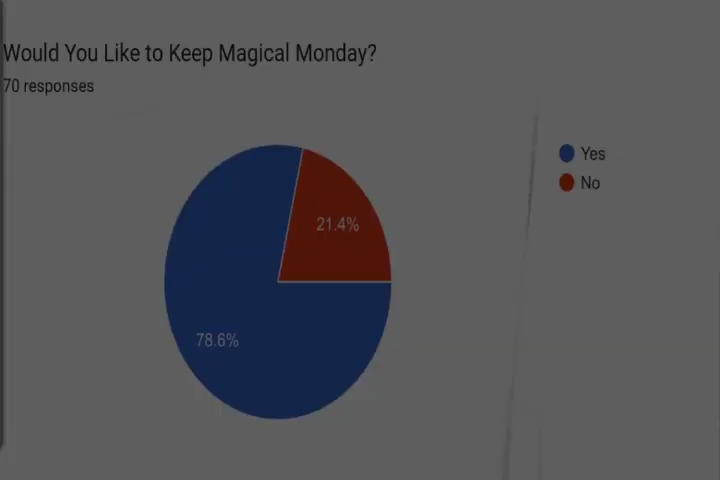 Would You Like to Keep Magical Monday?
70 responses
Yes
No
21.4%
78.6%